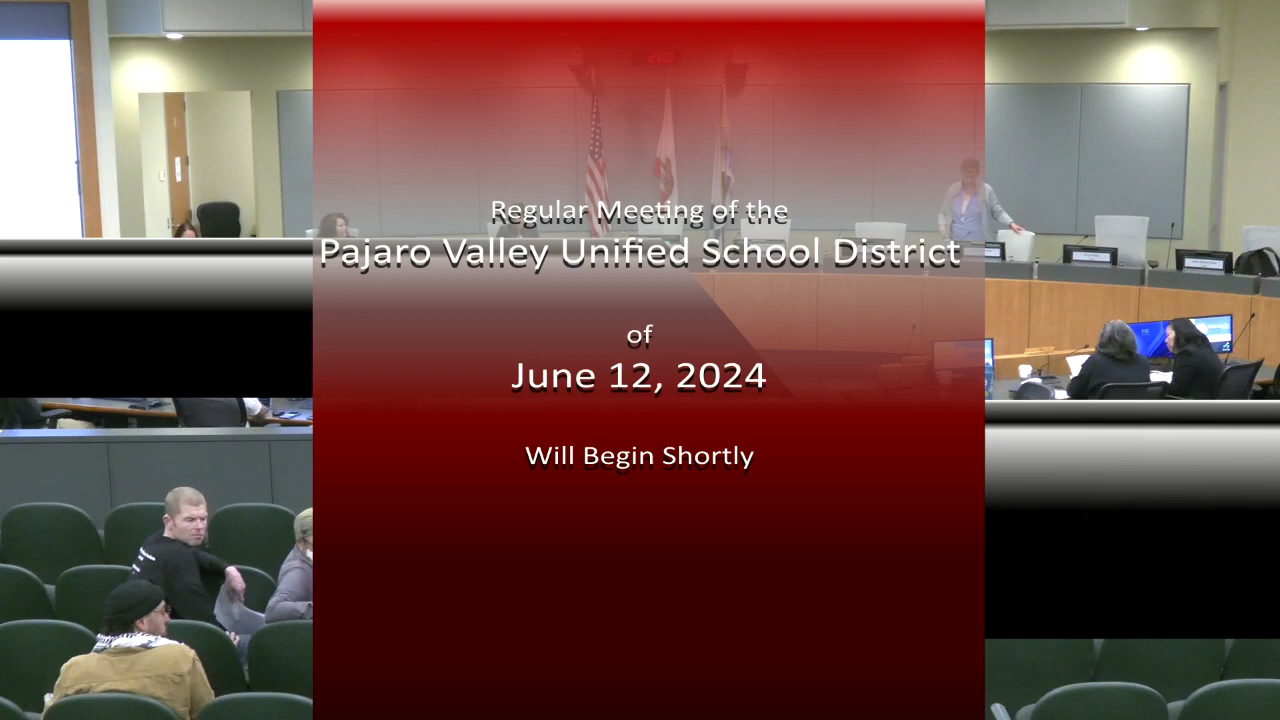 Regular Meeting of the
Pajaro Valley Unified School District
of
June 12, 2024
Will Begin Shortly